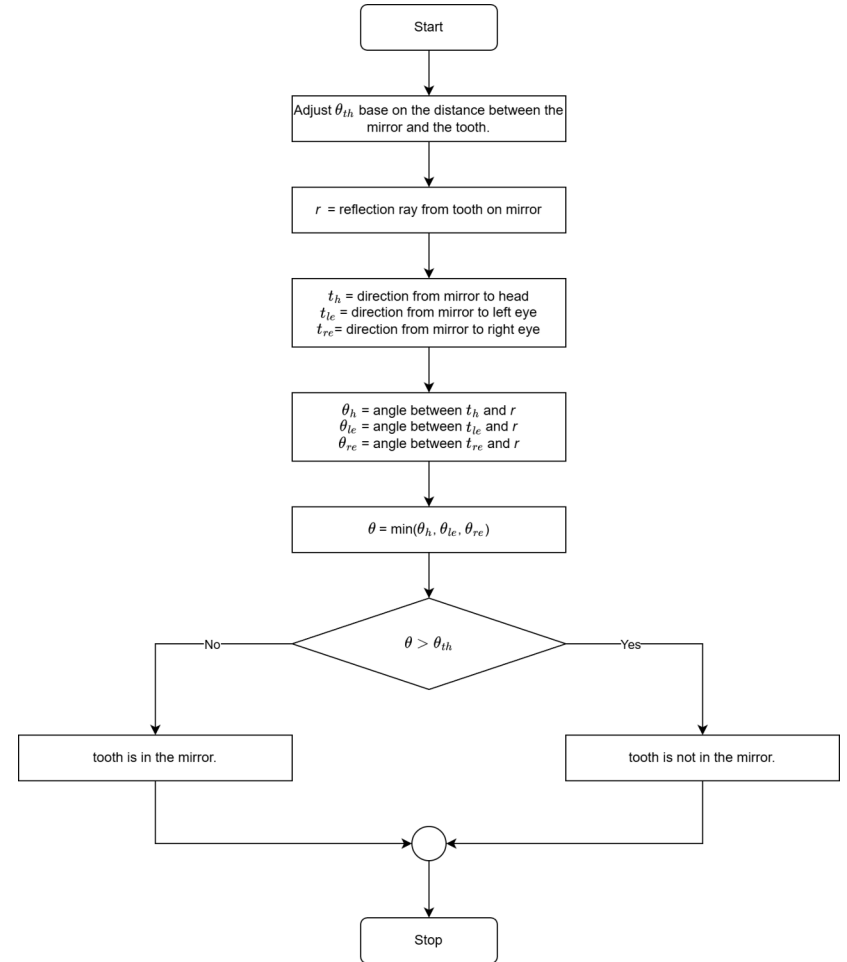 Start
Adjust θ_th base on the distance between the
mirror and the tooth.
r = reflection ray from tooth on mirror
t_h = direction from mirror to head
t_le = direction from mirror to left eye
t_re= direction from mirror to right eye
θ_h = angle between t_h and r
θ_le = angle between t_le and r
θ_re = angle between t_re and r
θ = min(θ_h, θ_le, θ_re)
θ > θ_th
No
Yes
tooth is in the mirror.
tooth is not in the mirror.
Stop